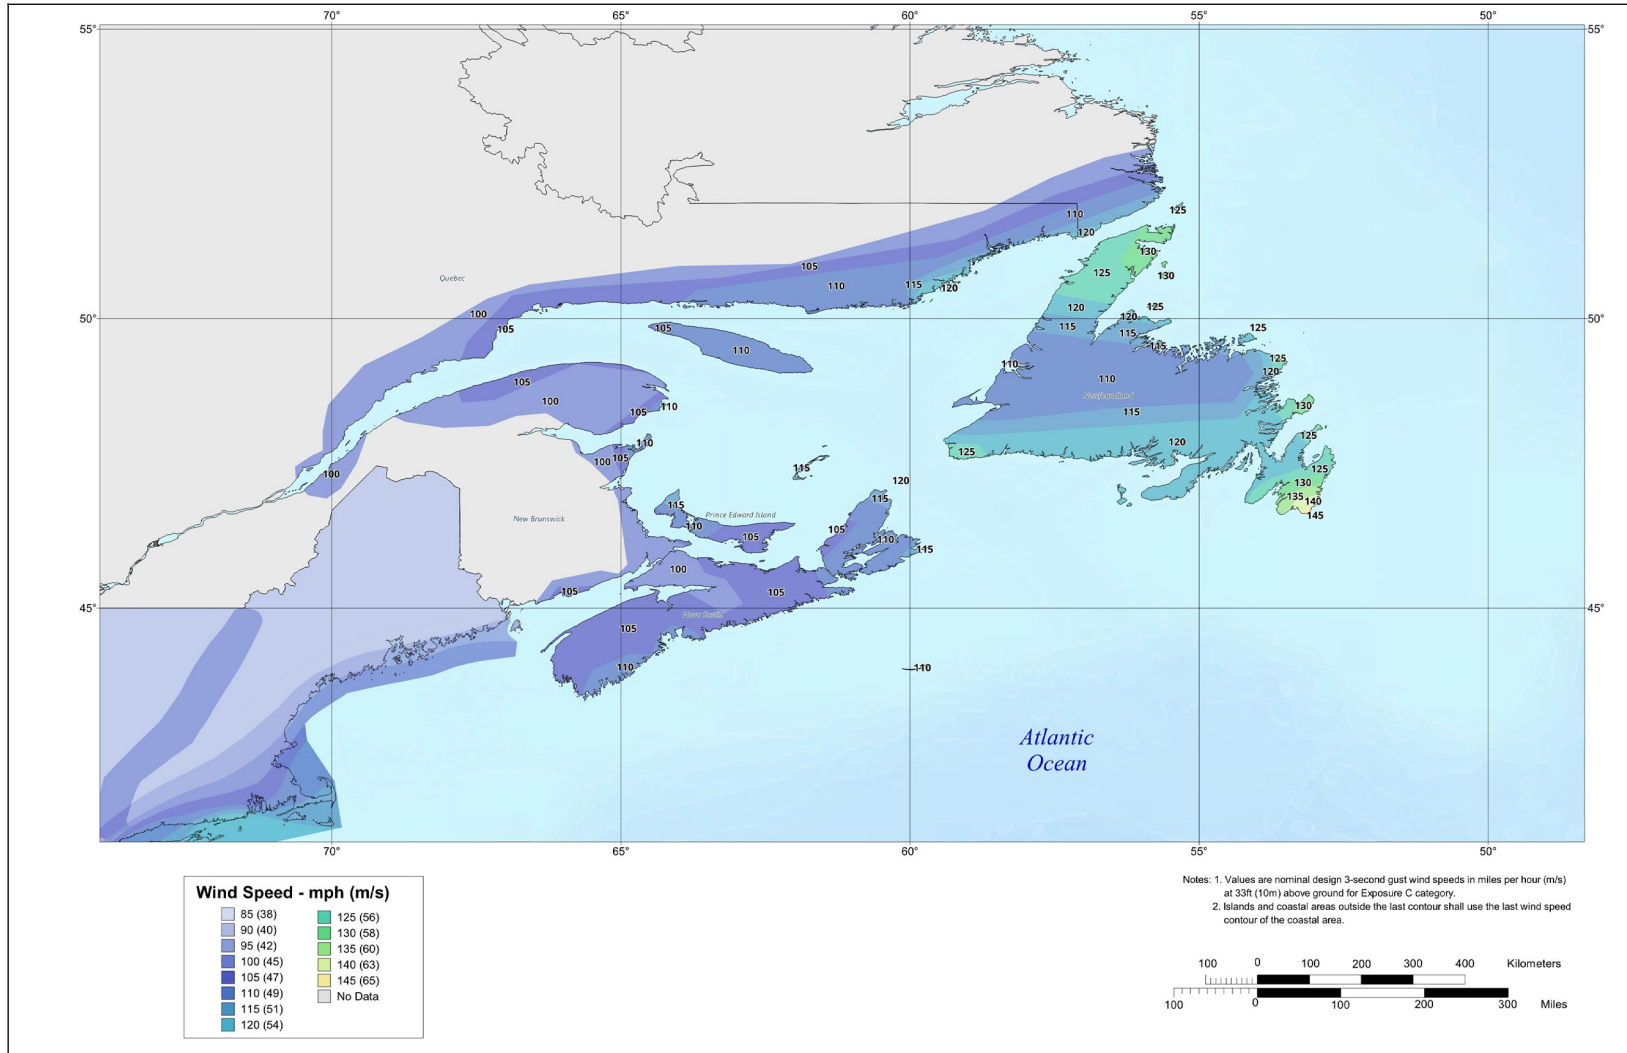 70° 65° 60° 55° 50°
55° 55°
110 125
120
130
105 125 130
Quebec
110 115 120
100 120 125
50° 105 105 115 120 115 125 50°
110 115 125
110 120
105 110
100 Newfoundland 130
105 110 115
110 120 125
100 105 125
100 115 125
120 130
115 115 135 140
New Brunswick Prince Edward Island 145
110 105 105 110
115
100
105 105
45° 45°
105 Nova Scotia
110 110
Atlantic
Ocean
70° 65° 60° 55° 50°
Wind Speed - mph (m/s)
85 (38) 125 (56)
90 (40) 130 (58)
95 (42) 135 (60)
100 (45) 140 (63)
105 (47) 145 (65)
110 (49) No Data
115 (51)
120 (54)
Notes: 1. Values are nominal design 3-second gust wind speeds in miles per hour (m/s)
at 33ft (10m) above ground for Exposure C category.
2. Islands and coastal areas outside the last contour shall use the last wind speed
contour of the coastal area.
100 0 100 200 300 400 Kilometers
100 0 100 200 300 Miles